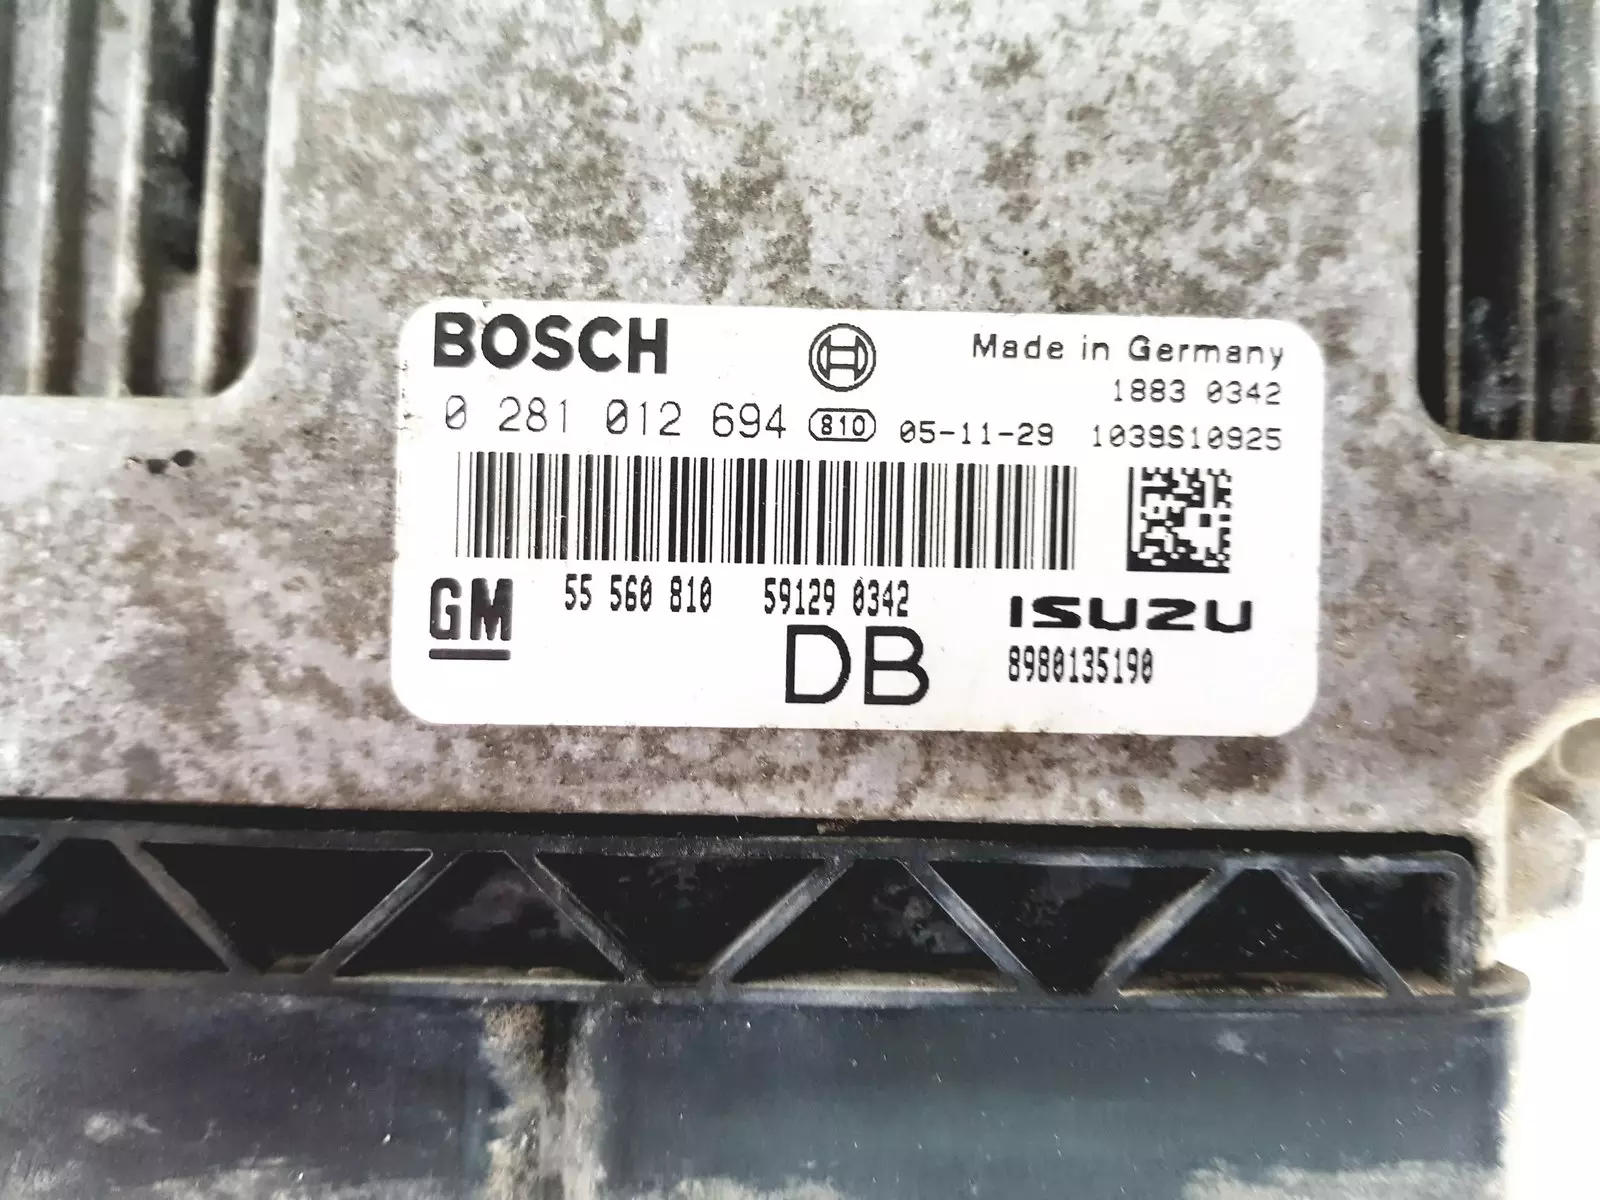 BOSCH
Made in Germany
1883 0342
0 281 012 694 810 05-11-29 1039S10925
GM 55 560 810 59129 0342 ISUZU
DB 8980135190